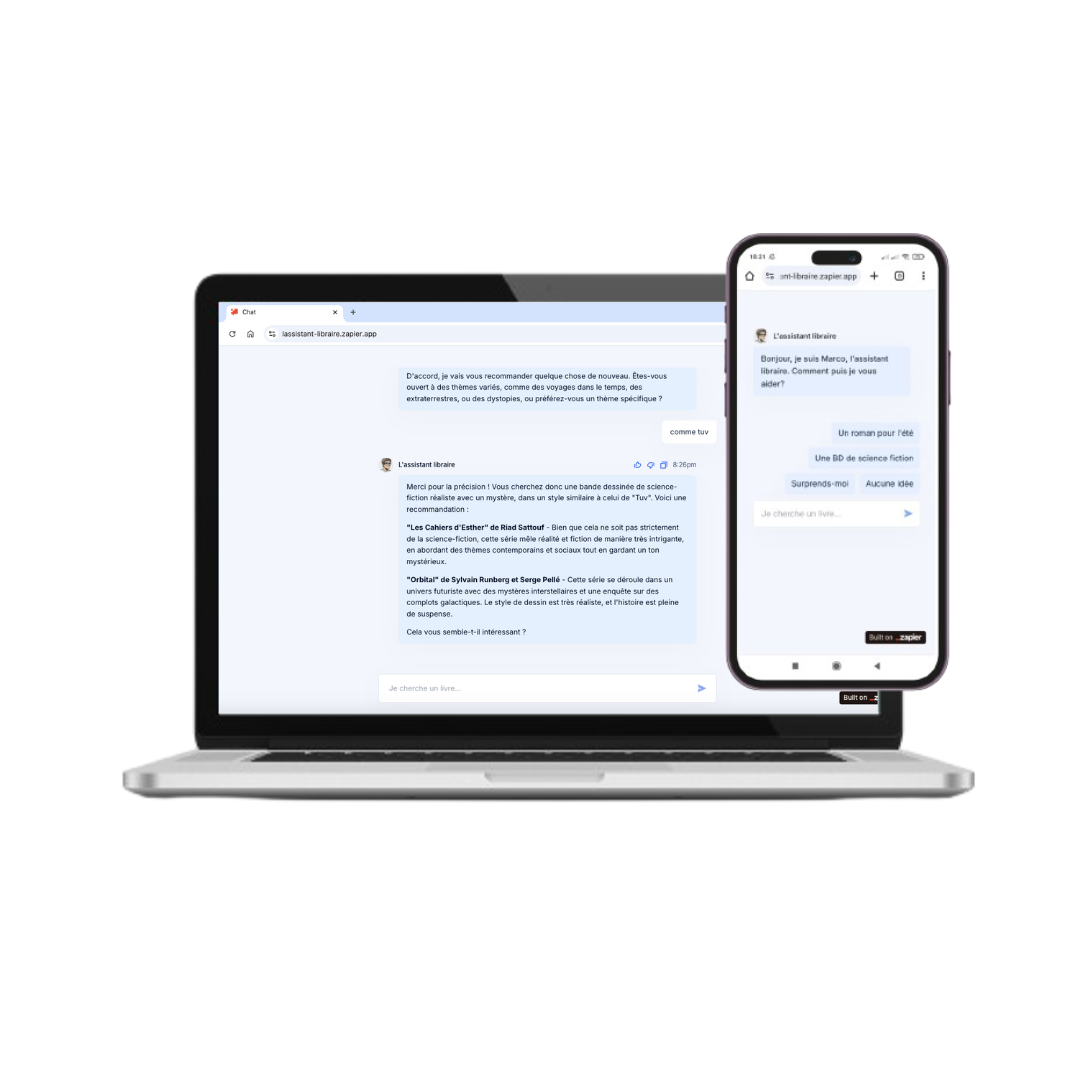 Chat
lassistant-libraire.zapier.app
D'accord, je vais vous recommander quelque chose de nouveau. Êtes-vous
ouvert à des thèmes variés, comme des voyages dans le temps, des
extraterrestres, ou des dystopies, ou préférez-vous un thème spécifique ?
comme tuv
L'assistant libraire
8:26pm
Merci pour la précision ! Vous cherchez donc une bande dessinée de science-
fiction réaliste avec un mystère, dans un style similaire à celui de "Tuv". Voici une
recommandation :
"Les Cahiers d'Esther" de Riad Sattouf - Bien que cela ne soit pas strictement
de la science-fiction, cette série mêle réalité et fiction de manière très intrigante,
en abordant des thèmes contemporains et sociaux tout en gardant un ton
mystérieux.
"Orbital" de Sylvain Runberg et Serge Pellé - Cette série se déroule dans un
univers futuriste avec des mystères interstellaires et une enquête sur des
complots galactiques. Le style de dessin est très réaliste, et l'histoire est pleine
de suspense.
Cela vous semble-t-il intéressant ?
Je cherche un livre...
Built on _z
18:21
nt-libraire.zapier.app
L'assistant libraire
Bonjour, je suis Marco, l'assistant
libraire. Comment puis je vous
aider?
Un roman pour l'été
Une BD de science fiction
Surprends-moi
Aucune idée
Je cherche un livre...
Built on _zapier